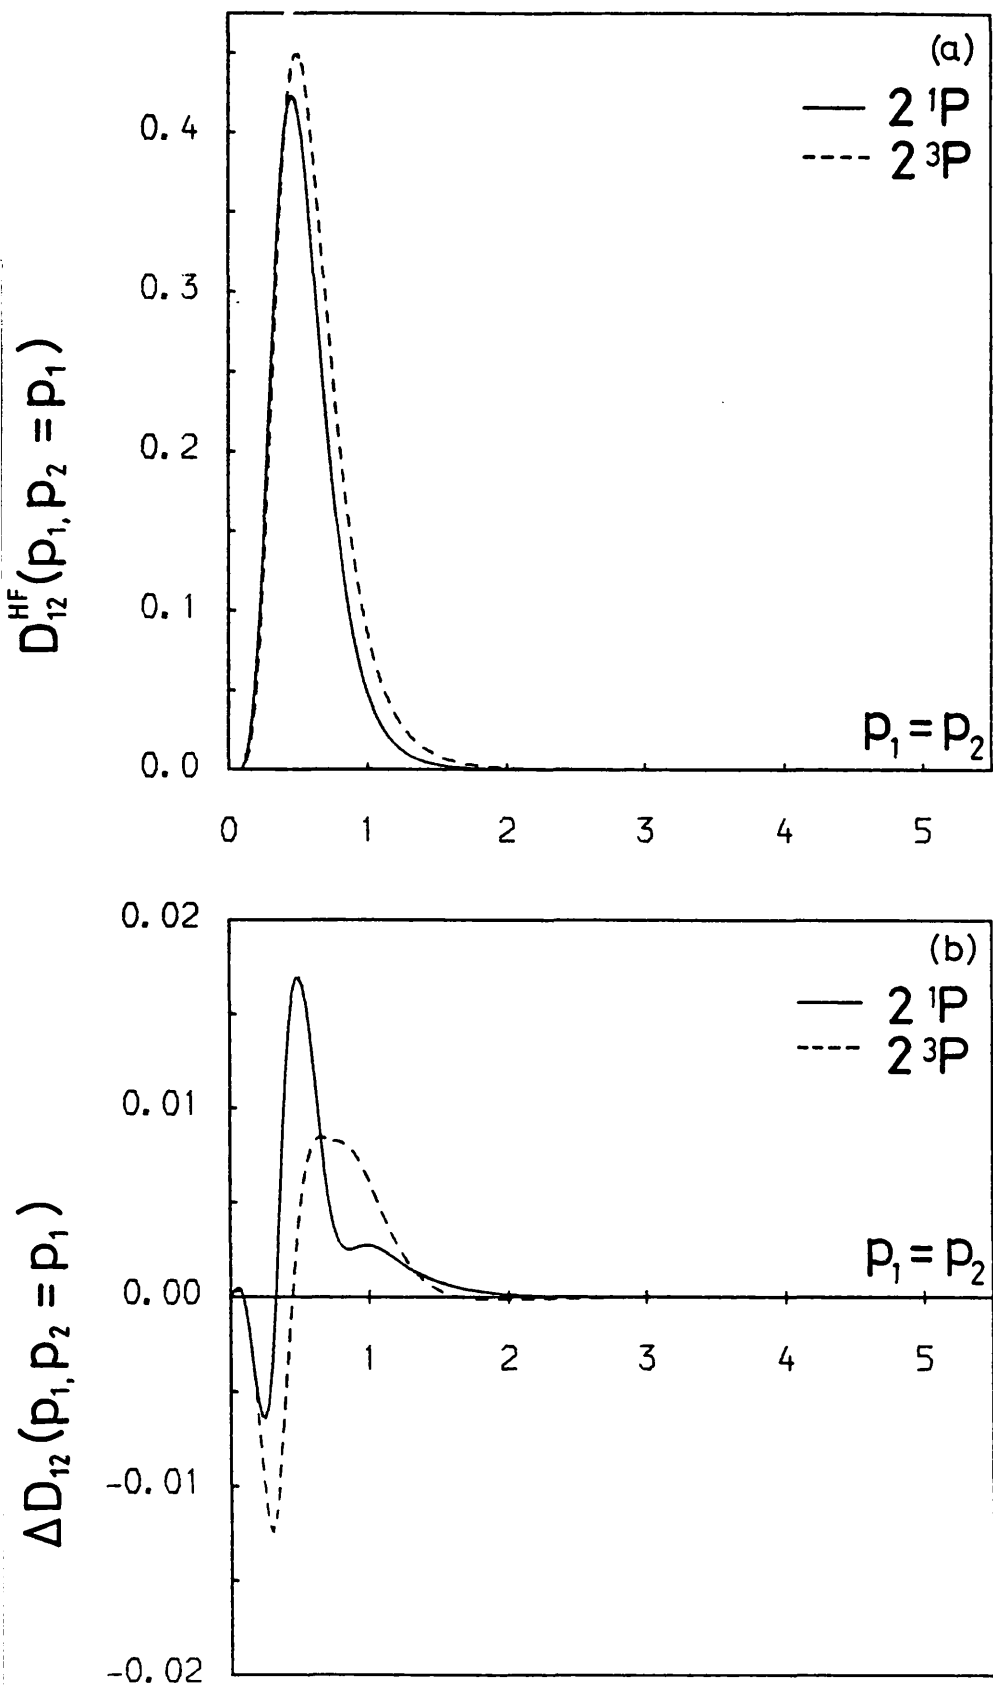 (a)
2 ¹P
2 ³P
0.4
0.3
0.2
0.1
0.0
D₁₂ᴴᶠ(p₁, p₂ = p₁)
p₁ = p₂
0 1 2 3 4 5
0.02
(b)
2 ¹P
2 ³P
0.01
0.00
-0.01
-0.02
ΔD₁₂(p₁, p₂ = p₁)
p₁ = p₂
1 2 3 4 5